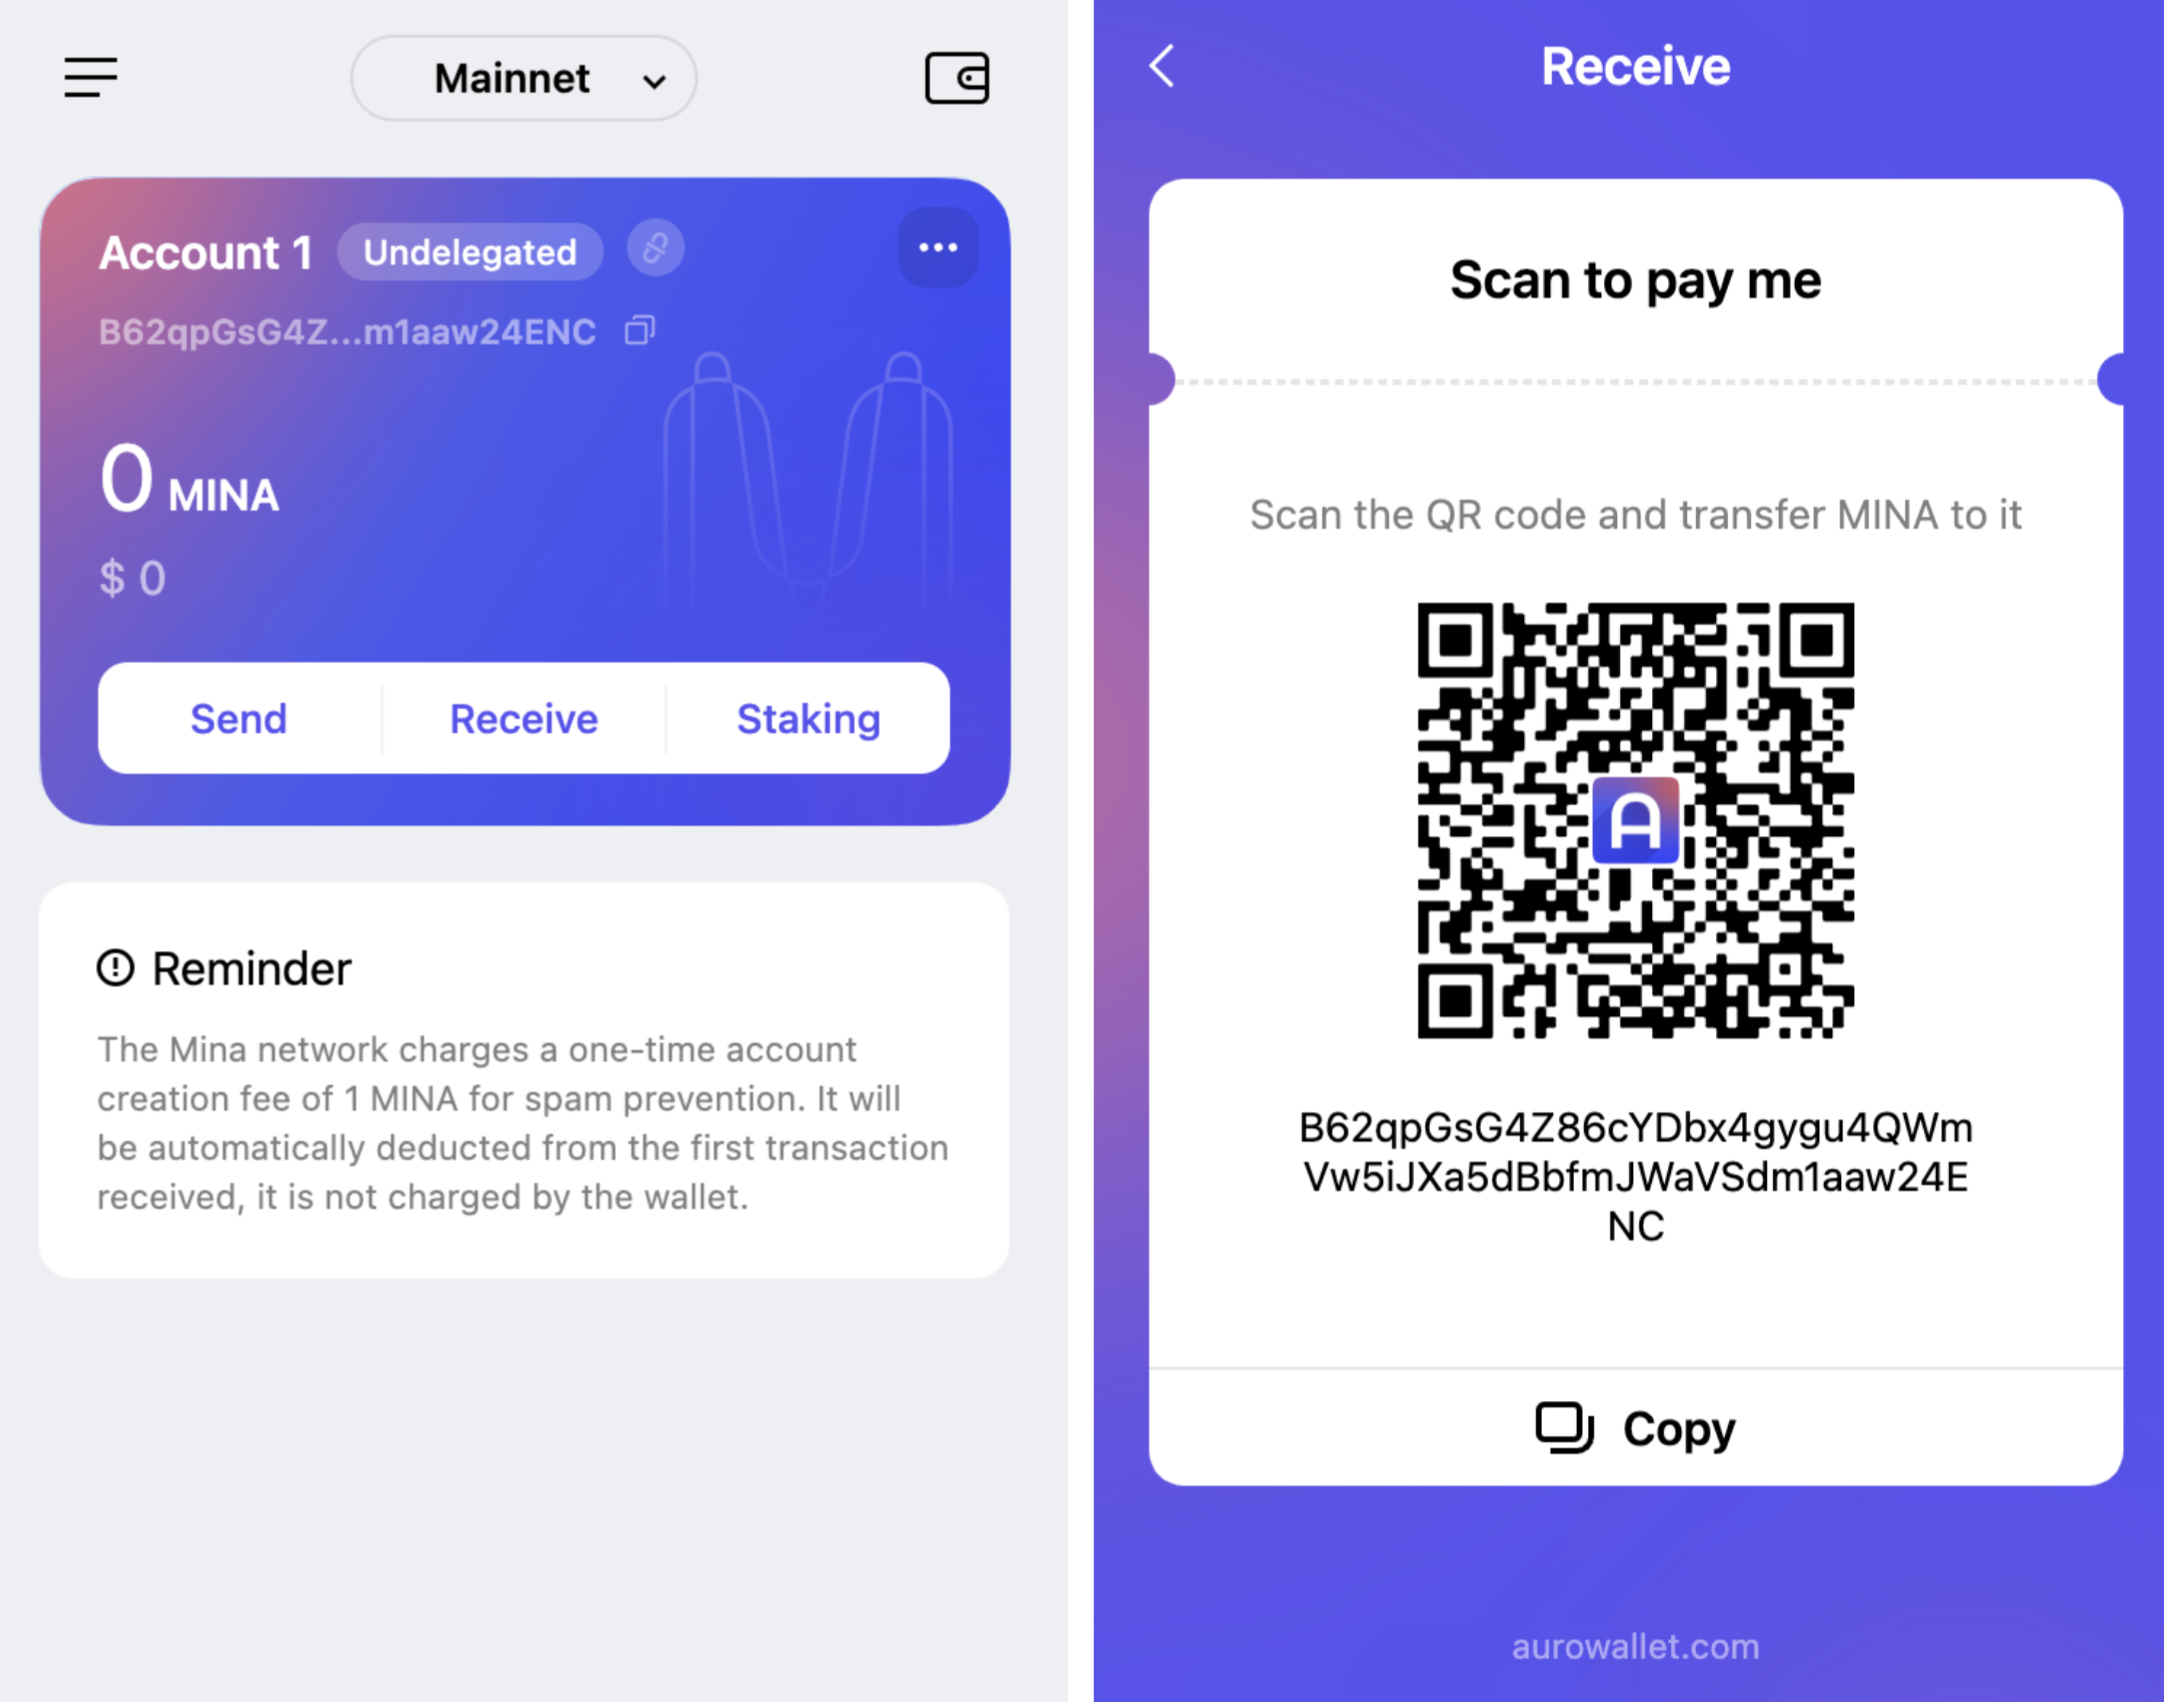 Mainnet
Account 1 Undelegated
B62qpGsG4Z...m1aaw24ENC
0 MINA
$ 0
Send Receive Staking
Reminder
The Mina network charges a one-time account
creation fee of 1 MINA for spam prevention. It will
be automatically deducted from the first transaction
received, it is not charged by the wallet.
Receive
Scan to pay me
Scan the QR code and transfer MINA to it
A
B62qpGsG4Z86cYDbx4gygu4QWm
Vw5iJXa5dBbfmJWaVSdm1aaw24E
NC
Copy
aurowallet.com